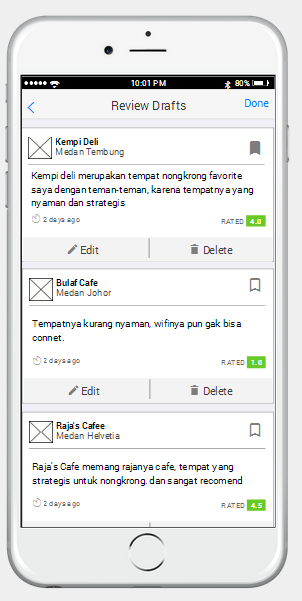 10:01 PM 80%
Review Drafts Done
Kempi Deli
Medan Tembung
Kempi deli merupakan tempat nongkrong favorite
saya dengan teman-teman, karena tempatnya yang
nyaman dan strategis
2 days ago RATED 4.0
Edit Delete
Bulaf Cafe
Medan Johor
Tempatnya kurang nyaman, wifinya pun gak bisa
connet.
2 days ago RATED 1.0
Edit Delete
Raja's Cafee
Medan Helvetia
Raja's Cafe memang rajanya cafe, tempat yang
strategis untuk nongkrong. dan sangat recomend
2 days ago RATED 4.5